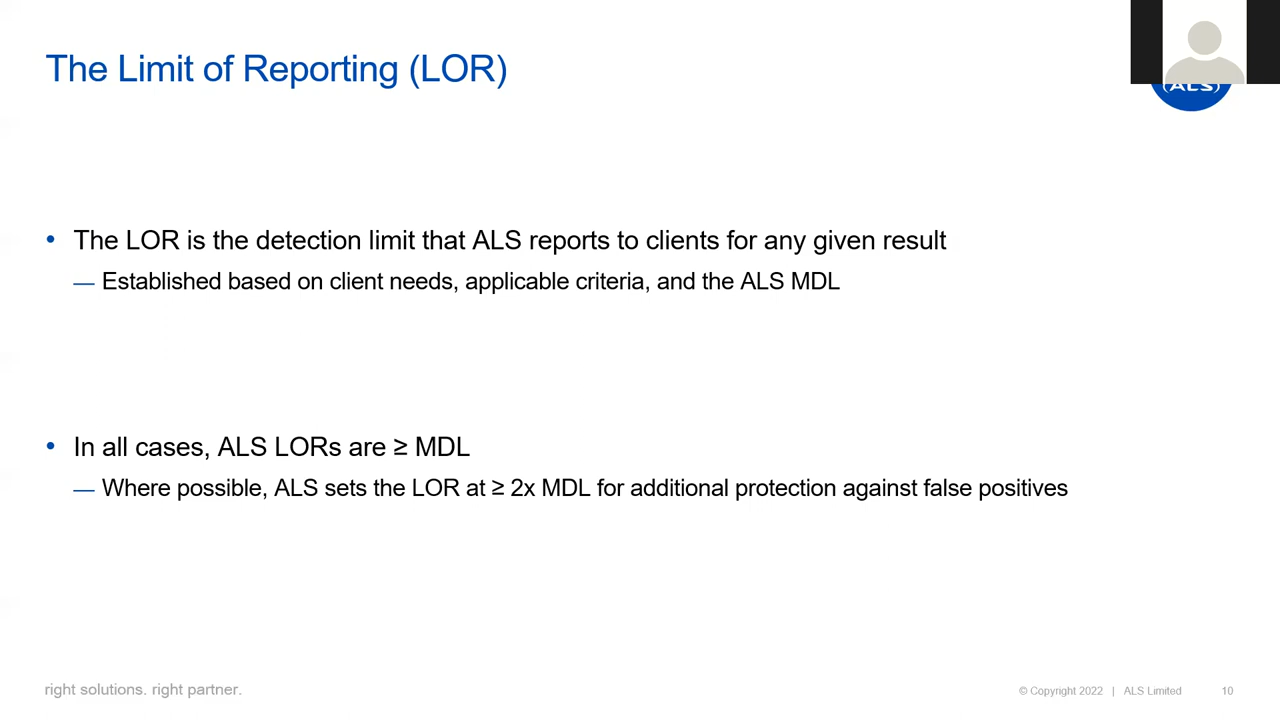 The Limit of Reporting (LOR)
(ALS)
• The LOR is the detection limit that ALS reports to clients for any given result
— Established based on client needs, applicable criteria, and the ALS MDL
• In all cases, ALS LORs are ≥ MDL
— Where possible, ALS sets the LOR at ≥ 2x MDL for additional protection against false positives
right solutions. right partner.
© Copyright 2022 | ALS Limited 10